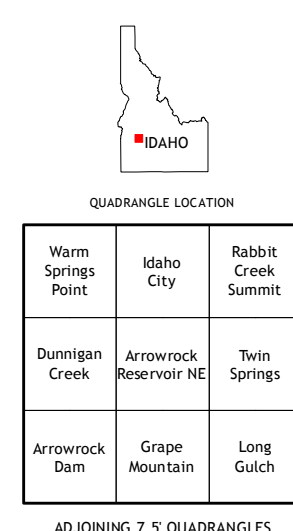 IDAHO
QUADRANGLE LOCATION
Warm
Springs
Point
Idaho
City
Rabbit
Creek
Summit
Dunnigan
Creek
Arrowrock
Reservoir NE
Twin
Springs
Arrowrock
Dam
Grape
Mountain
Long
Gulch
ADJOINING 7.5' QUADRANGLES